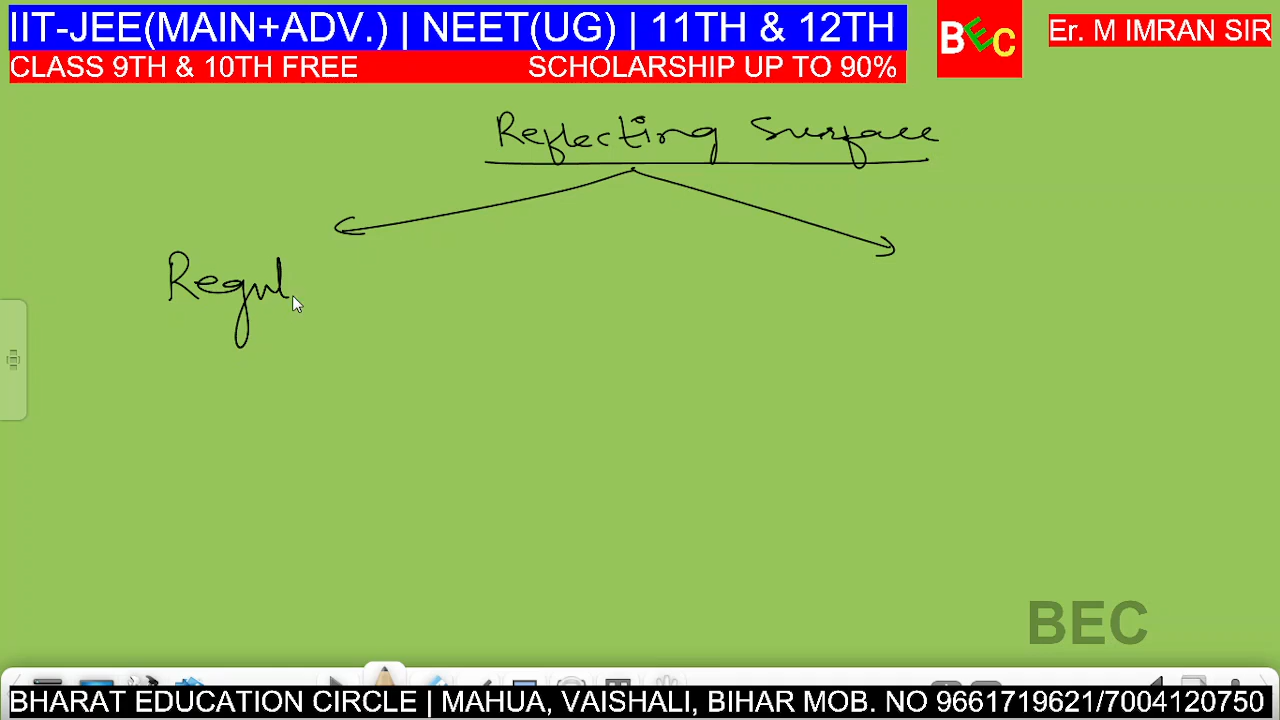 IIT-JEE(MAIN+ADV.) | NEET(UG) | 11TH & 12TH
CLASS 9TH & 10TH FREE SCHOLARSHIP UP TO 90%
BEC
Er. M IMRAN SIR
Reflecting Surface
Regul
BEC
BHARAT EDUCATION CIRCLE | MAHUA, VAISHALI, BIHAR MOB. NO 9661719621/7004120750